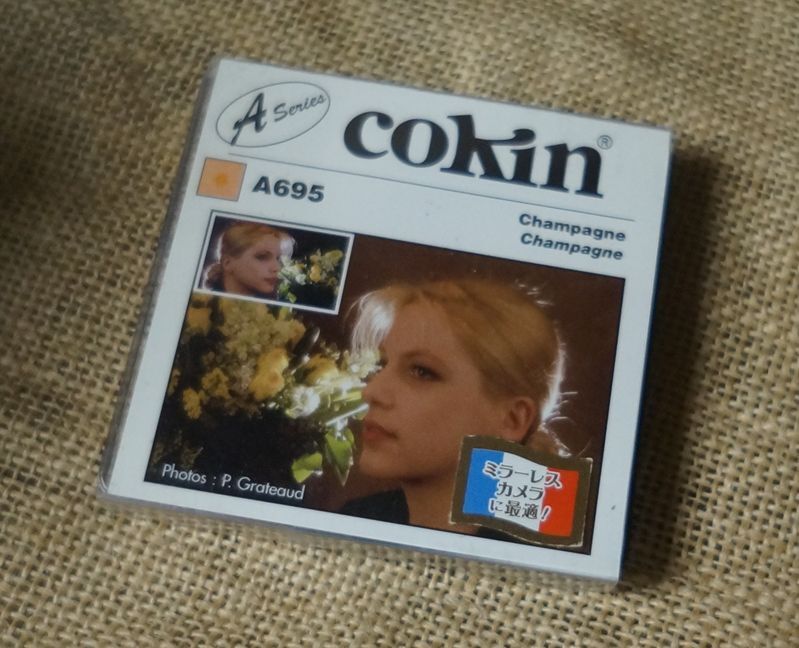 A Series
cokin®
A695
Champagne
Champagne
Photos : P. Grateaud
ミラーレス
カメラ
に最適!